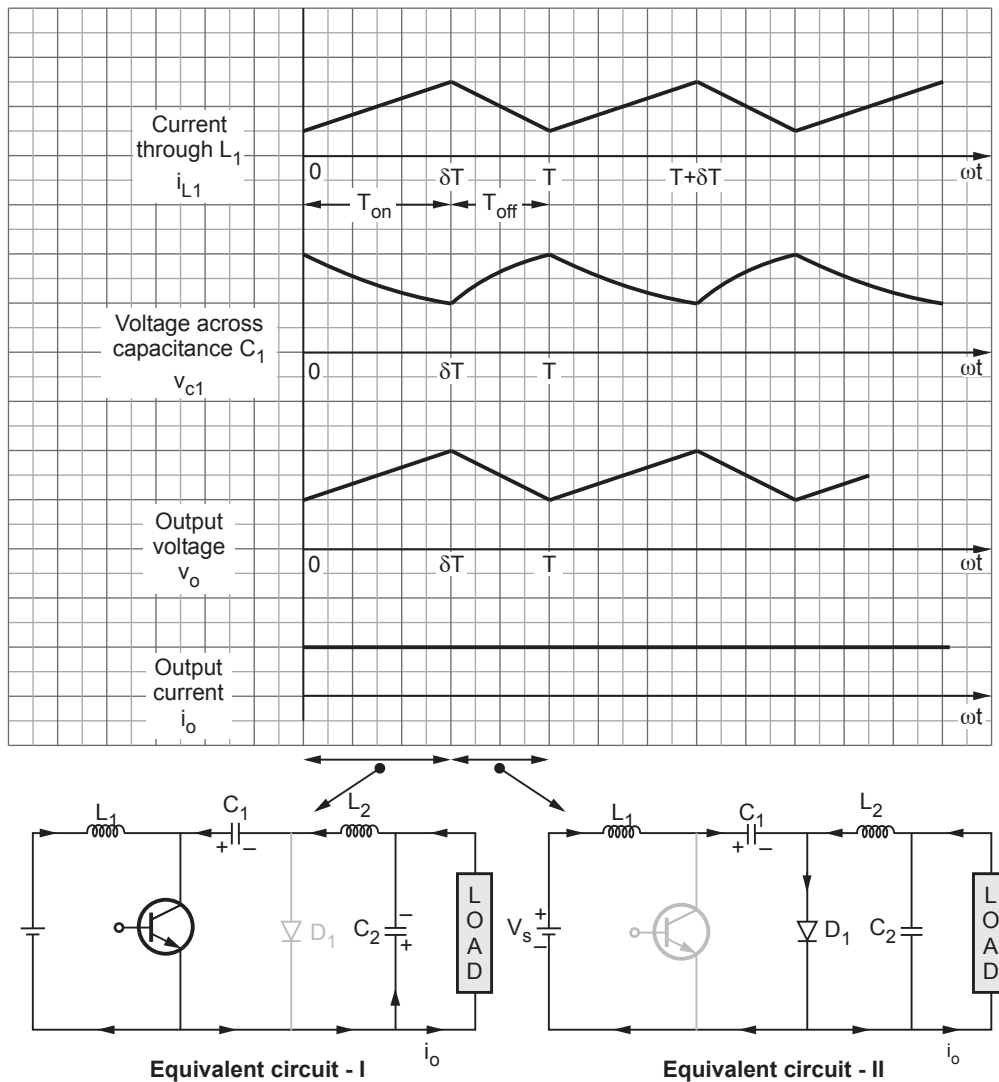 Current
through L1
iL1
0 δT T T+δT ωt
Ton Toff
Voltage across
capacitance C1
vc1
0 δT T ωt
Output
voltage
vo
0 δT T ωt
Output
current
io
ωt
L1 C1 L2
+ –
D1 C2 – +
LOAD
io
Equivalent circuit - I
L1 C1 L2
+ –
Vs + – D1 C2
LOAD
io
Equivalent circuit - II